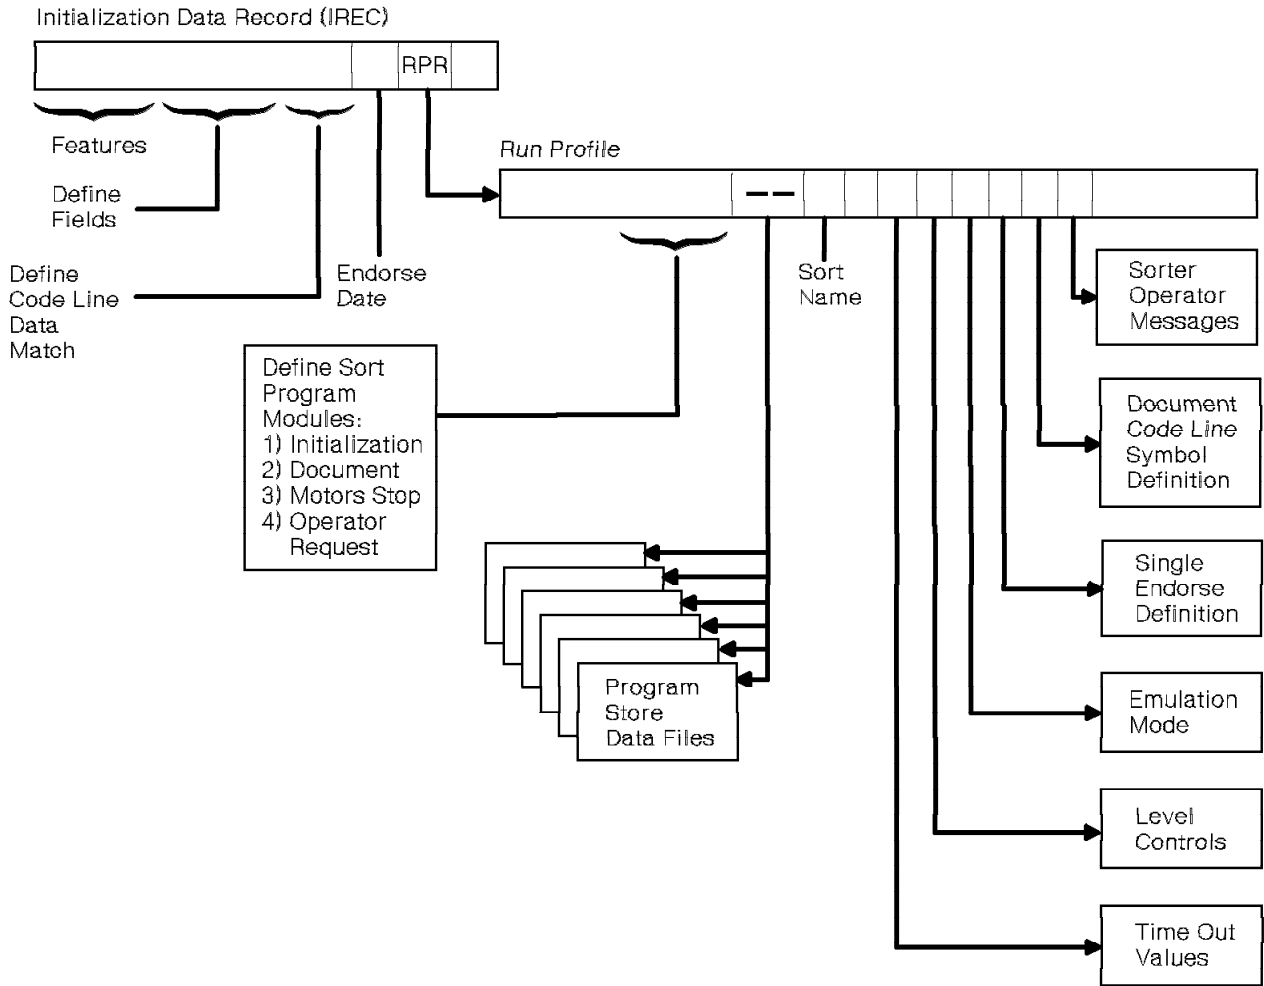 Initialization Data Record (IREC)
RPR
Features
Define
Fields
Define
Code Line
Data
Match
Endorse
Date
Run Profile
Sort
Name
Define Sort
Program
Modules:
1) Initialization
2) Document
3) Motors Stop
4) Operator
Request
Program
Store
Data Files
Sorter
Operator
Messages
Document
Code Line
Symbol
Definition
Single
Endorse
Definition
Emulation
Mode
Level
Controls
Time Out
Values